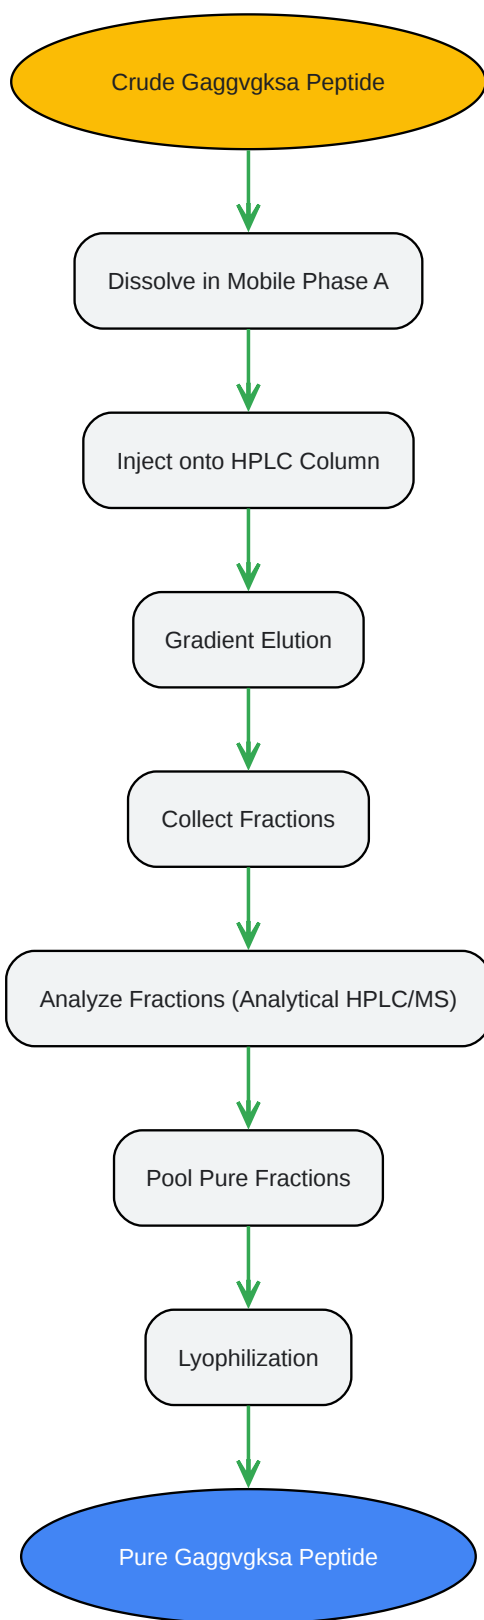 Crude Gaggvgksa Peptide
Dissolve in Mobile Phase A
Inject onto HPLC Column
Gradient Elution
Collect Fractions
Analyze Fractions (Analytical HPLC/MS)
Pool Pure Fractions
Lyophilization
Pure Gaggvgksa Peptide